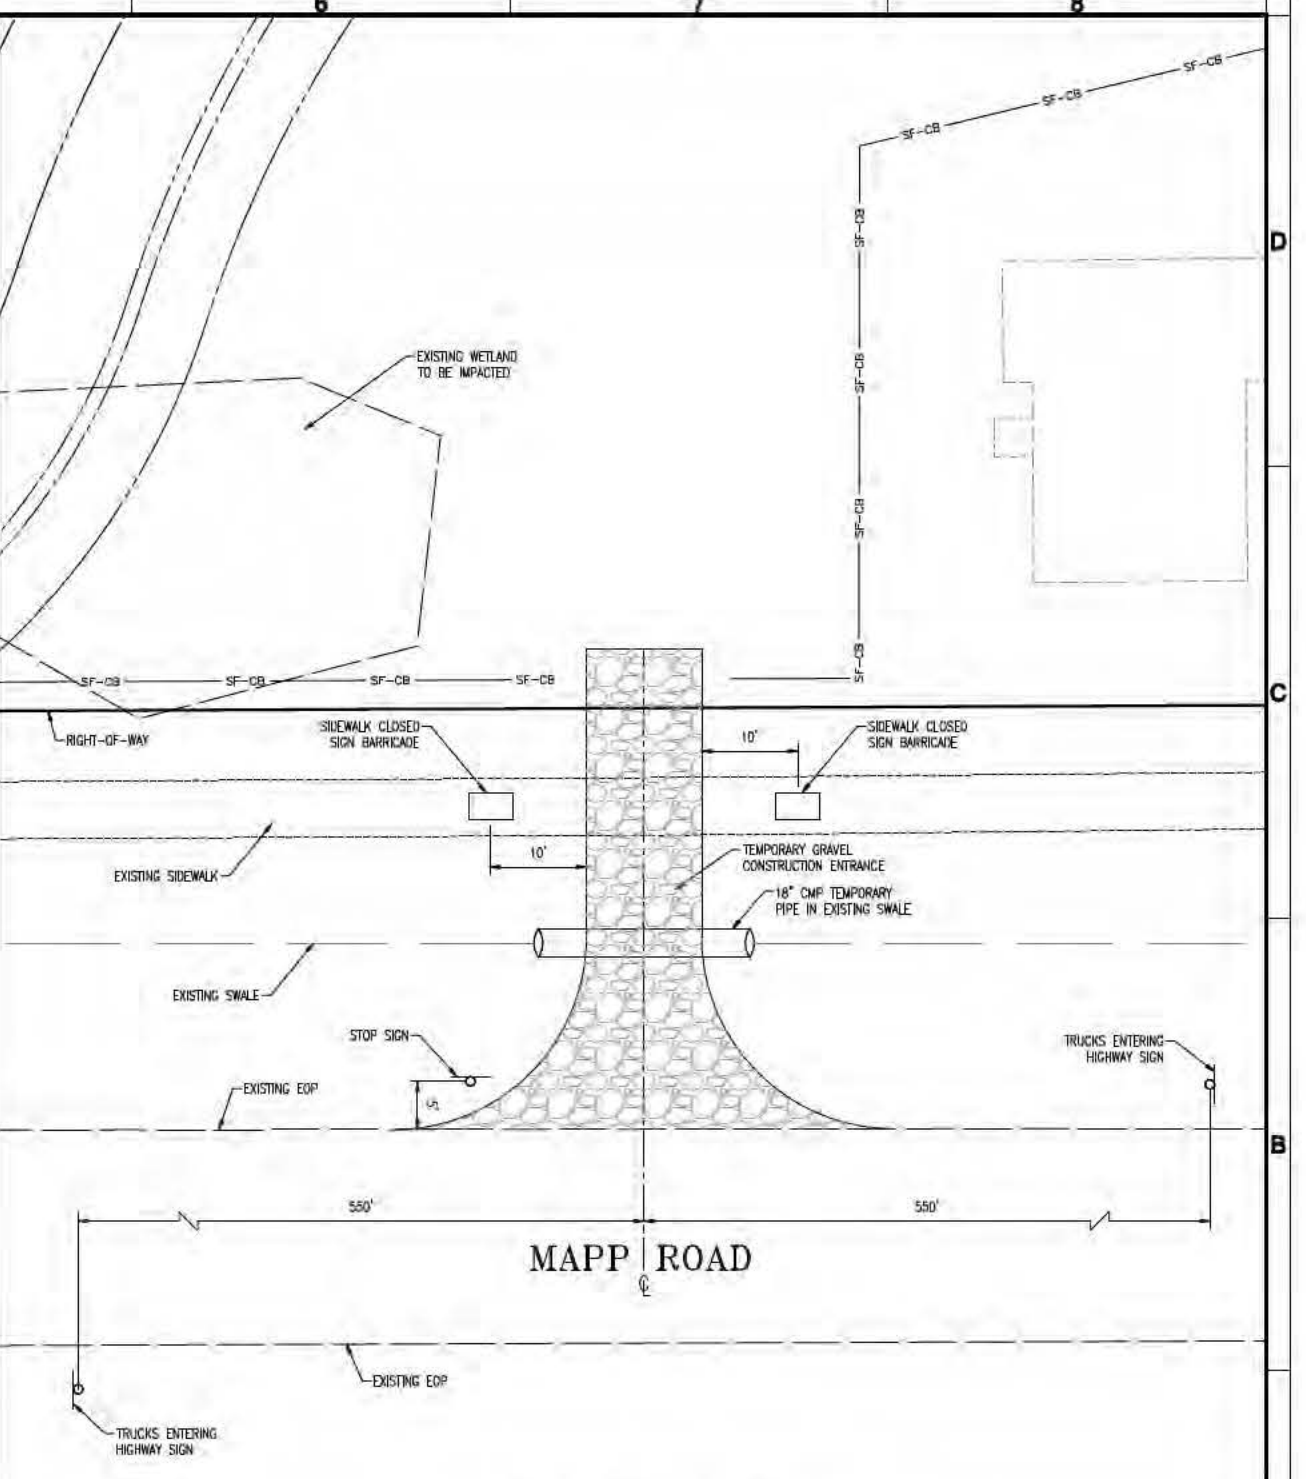 6
7
8
SF-CB
SF-CB
SF-CB
SF-CB
D
EXISTING WETLAND
TO BE IMPACTED
SF-CB
SF-CB
SF-CB
SF-CB
SF-CB
SF-CB
SF-CB
C
RIGHT-OF-WAY
SIDEWALK CLOSED
SIGN BARRICADE
10'
SIDEWALK CLOSED
SIGN BARRICADE
10'
EXISTING SIDEWALK
TEMPORARY GRAVEL
CONSTRUCTION ENTRANCE
18" CMP TEMPORARY
PIPE IN EXISTING SWALE
EXISTING SWALE
STOP SIGN
TRUCKS ENTERING
HIGHWAY SIGN
EXISTING EOP
5'
B
550'
550'
MAPP ROAD
CL
EXISTING EOP
TRUCKS ENTERING
HIGHWAY SIGN